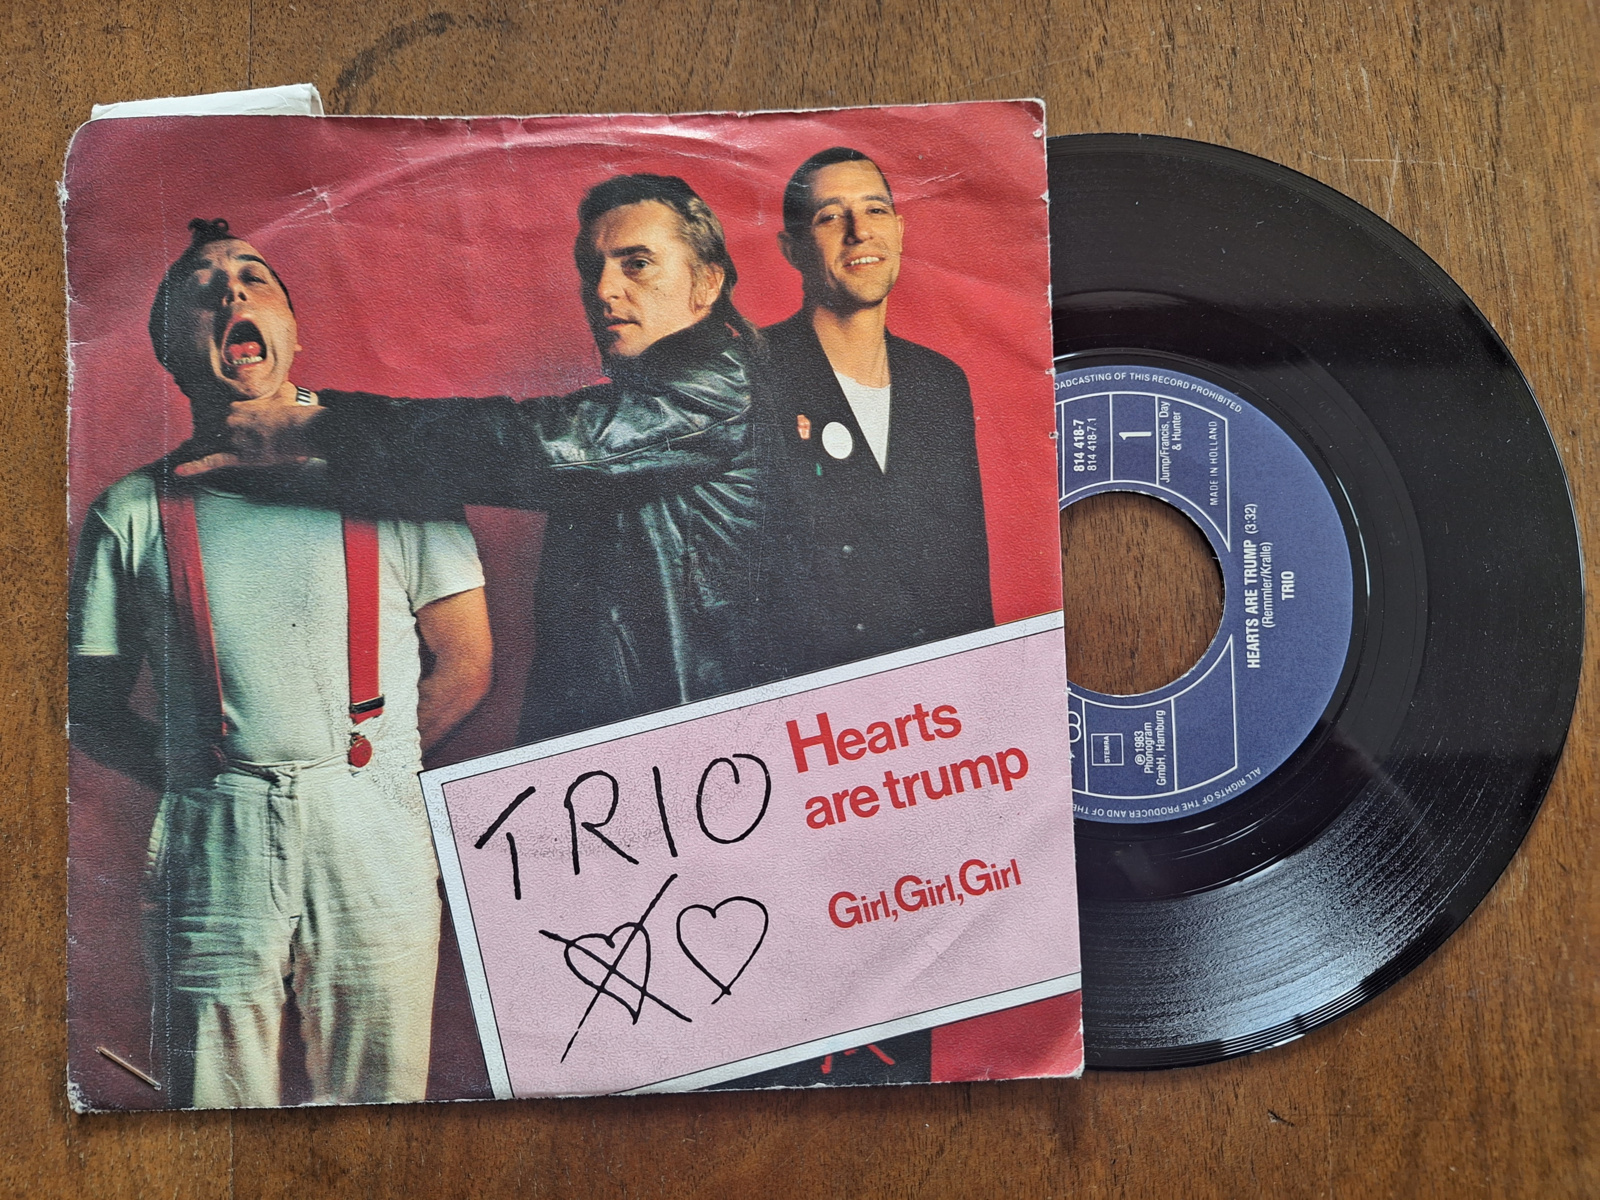 TRIO
Hearts
are trump
Girl, Girl, Girl
ADCASTING OF THIS RECORD PROHIBITED
814 418-7
814 418-7.1
1
Jump/Francis. Day
& Hunter
MADE IN HOLLAND
HEARTS ARE TRUMP (3:32)
(Remmler/Kralle)
TRIO
STEMRA
℗ 1983
Phonogram
GmbH, Hamburg
ALL RIGHTS OF THE PRODUCER AND OF THE